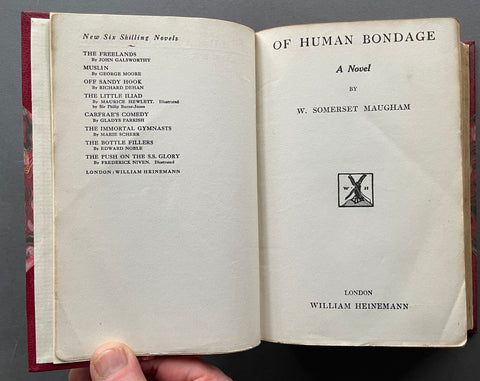 New Six Shilling Novels
THE FREELANDS
By JOHN GALSWORTHY
MUSLIN
By GEORGE MOORE
OFF SANDY HOOK
By RICHARD DEHAN
THE LITTLE ILIAD
By MAURICE HEWLETT. Illustrated
by Sir Philip Burne-Jones
CARFRAE'S COMEDY
By GLADYS PARRISH
THE IMMORTAL GYMNASTS
By MARIE SCHERR
THE BOTTLE FILLERS
By EDWARD NOBLE
THE PUSH ON THE S.S. GLORY
By FREDERICK NIVEN. Illustrated
LONDON: WILLIAM HEINEMANN
OF HUMAN BONDAGE
A Novel
BY
W. SOMERSET MAUGHAM
W H
LONDON
WILLIAM HEINEMANN